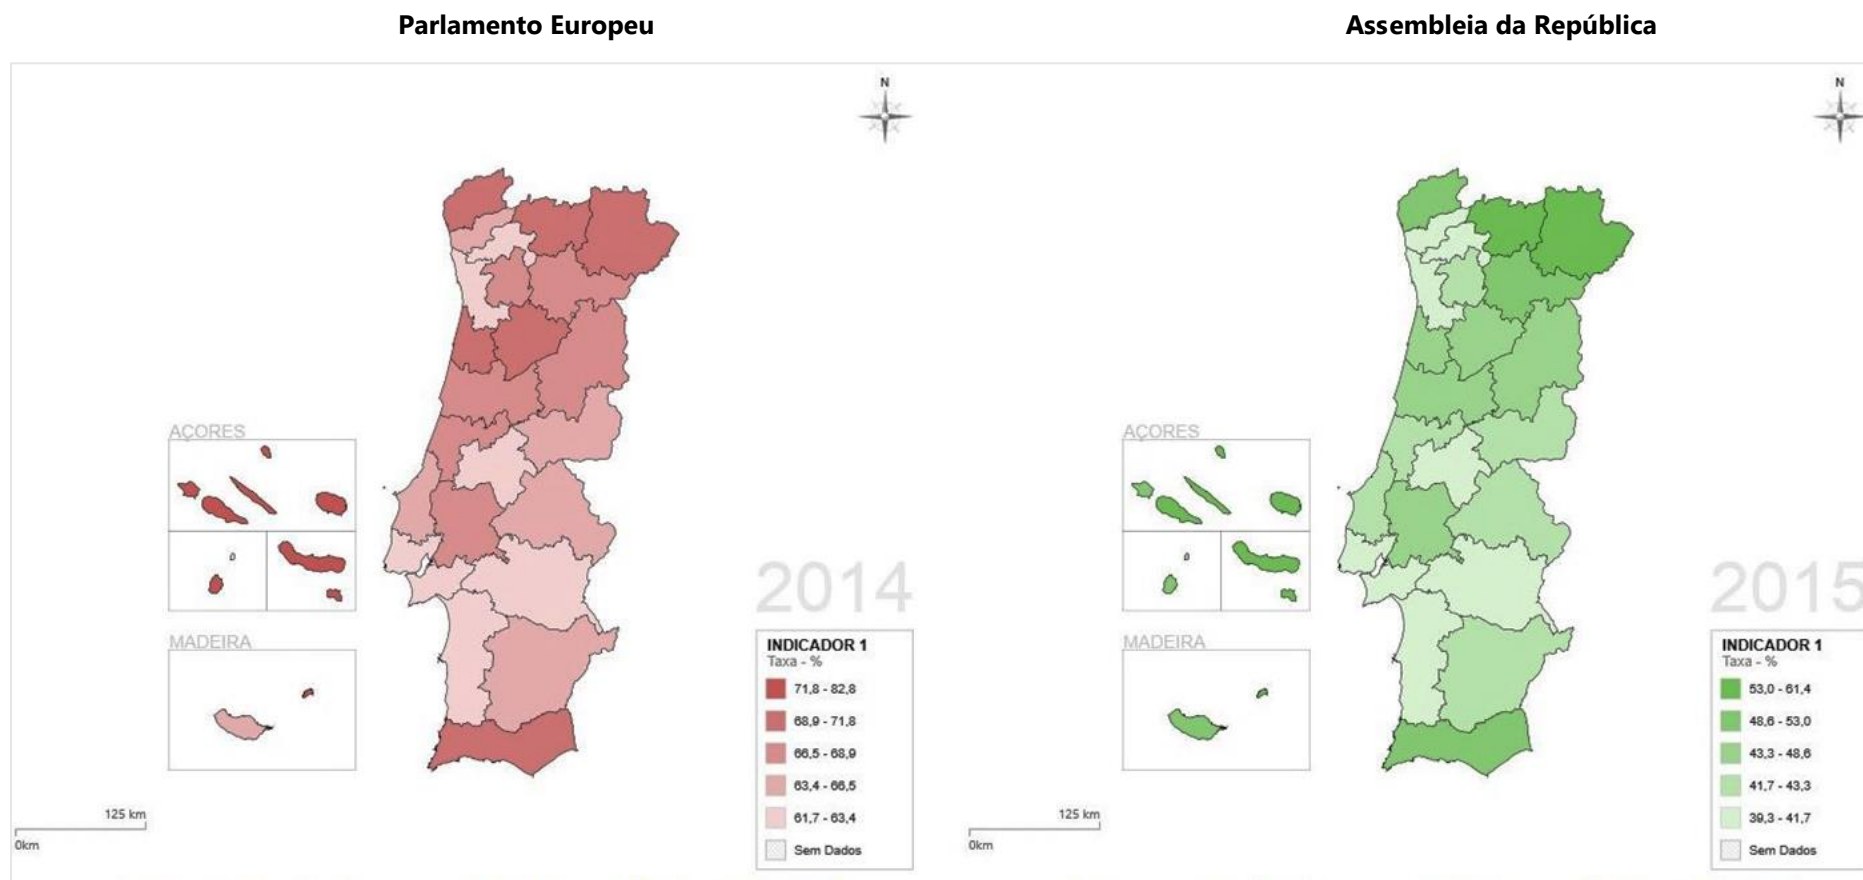 Parlamento Europeu
Assembleia da República
N
AÇORES
MADEIRA
2014
INDICADOR 1
Taxa - %
71,8 - 82,8
68,9 - 71,8
66,5 - 68,9
63,4 - 66,5
61,7 - 63,4
Sem Dados
125 km
0km
N
AÇORES
MADEIRA
2015
INDICADOR 1
Taxa - %
53,0 - 61,4
48,6 - 53,0
43,3 - 48,6
41,7 - 43,3
39,3 - 41,7
Sem Dados
125 km
0km